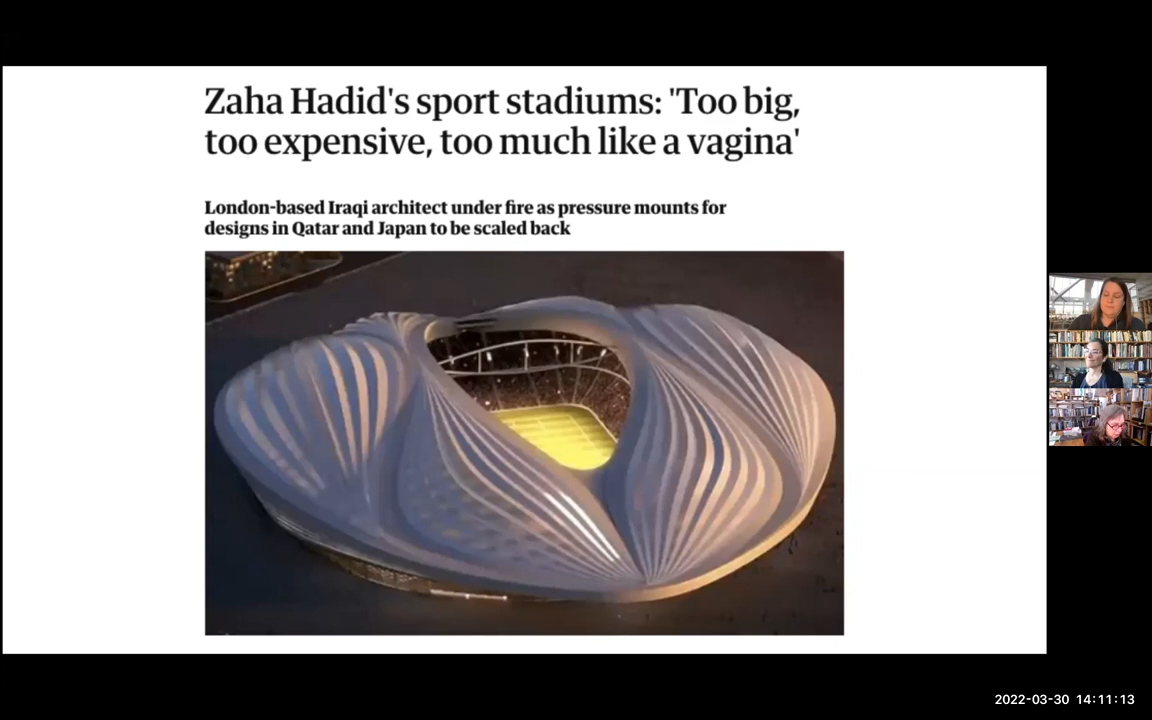 Zaha Hadid's sport stadiums: 'Too big,
too expensive, too much like a vagina'
London-based Iraqi architect under fire as pressure mounts for
designs in Qatar and Japan to be scaled back
2022-03-30 14:11:13